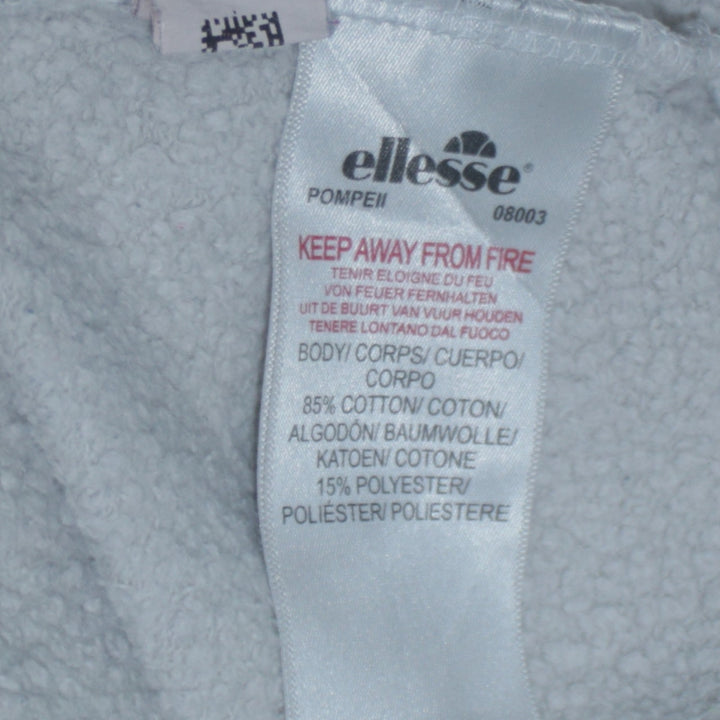 ellesse®
POMPEII 08003
KEEP AWAY FROM FIRE
TENIR ELOIGNE DU FEU
VON FEUER FERNHALTEN
UIT DE BUURT VAN VUUR HOUDEN
TENERE LONTANO DAL FUOCO
BODY/ CORPS/ CUERPO/
CORPO
85% COTTON/ COTON/
ALGODÓN/ BAUMWOLLE/
KATOEN/ COTONE
15% POLYESTER/
POLIÉSTER/ POLIESTERE